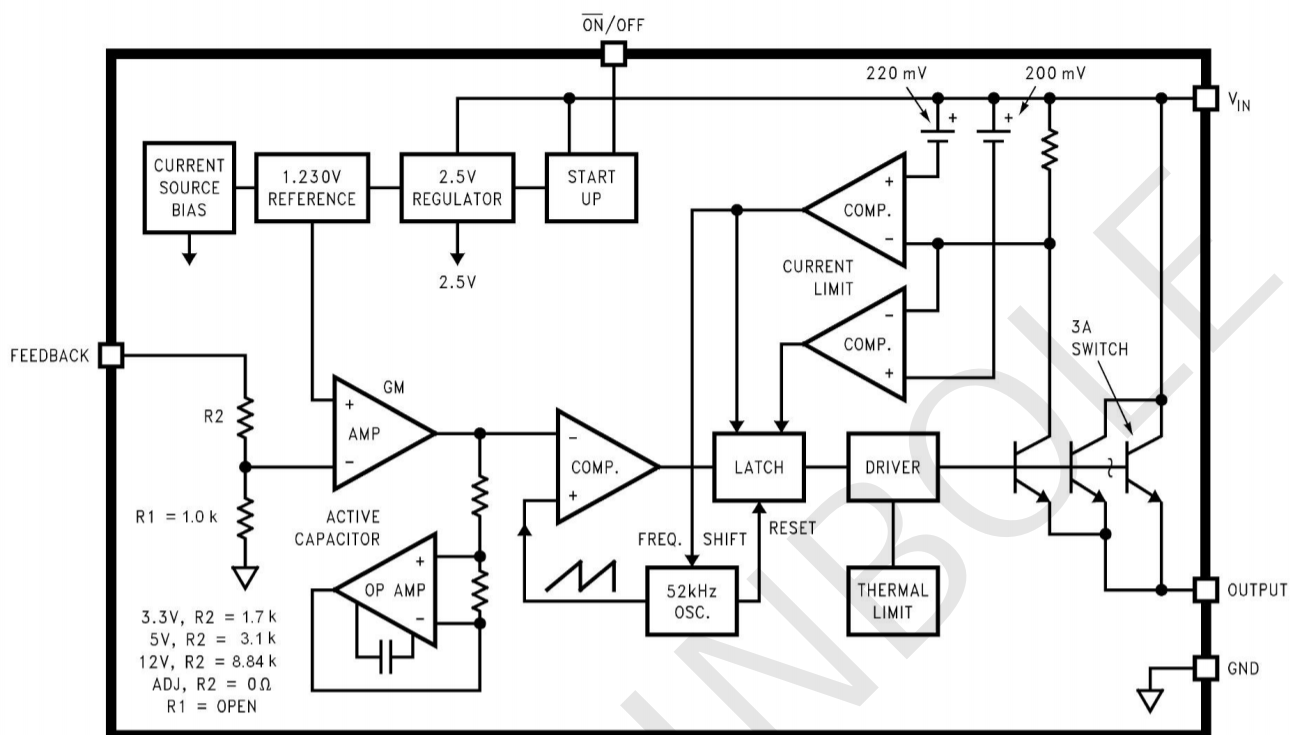 ON/OFF
220 mV
200 mV
+
+
VIN
CURRENT
SOURCE
BIAS
1.230V
REFERENCE
2.5V
REGULATOR
START
UP
2.5V
+
COMP.
-
CURRENT
LIMIT
-
COMP.
+
3A
SWITCH
FEEDBACK
R2
R1 = 1.0 k
GM
+
AMP
-
-
COMP.
+
LATCH
DRIVER
ACTIVE
CAPACITOR
+
OP AMP
-
FREQ. SHIFT
RESET
52kHz
OSC.
THERMAL
LIMIT
OUTPUT
GND
3.3V, R2 = 1.7 k
5V, R2 = 3.1 k
12V, R2 = 8.84 k
ADJ, R2 = 0Ω
R1 = OPEN
INBOLE